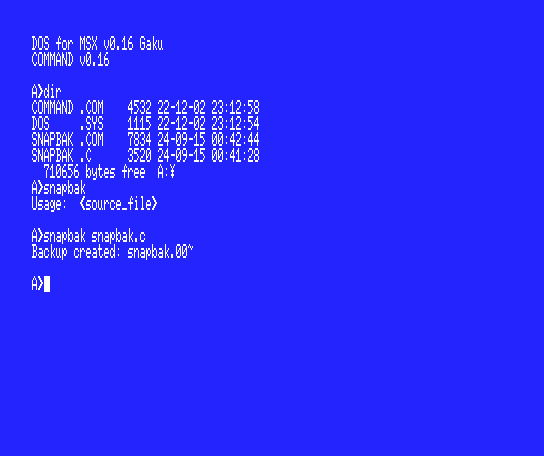 DOS for MSX v0.16 Gaku
COMMAND v0.16
A>dir
COMMAND .COM    4532 22-12-02 23:12:58
DOS     .SYS    1115 22-12-02 23:12:54
SNAPBAK .COM    7834 24-09-15 00:42:44
SNAPBAK .C      3520 24-09-15 00:41:28
  710656 bytes free  A:¥
A>snapbak
Usage:  <source_file>
A>snapbak snapbak.c
Backup created: snapbak.00~
A>